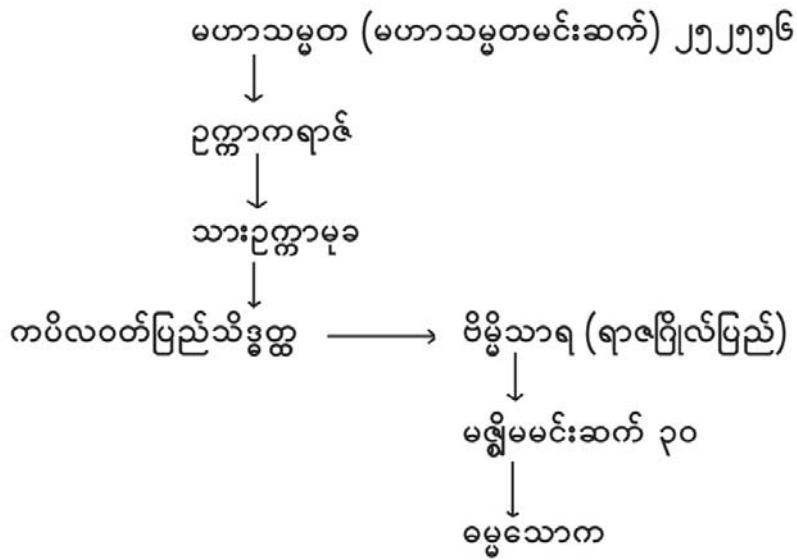 မဟာသမ္မတ (မဟာသမ္မတမင်းဆက်) ၂၅၂၅၅၆
ဥက္ကာကရာဇ်
သားဥက္ကာမုခ
ကပိလဝတ်ပြည်သိဒ္ဓတ္ထ
ဗိမ္မိသာရ (ရာဇဂြိုလ်ပြည်)
မဇ္ဈိမမင်းဆက် ၃၀
ဓမ္မသောက